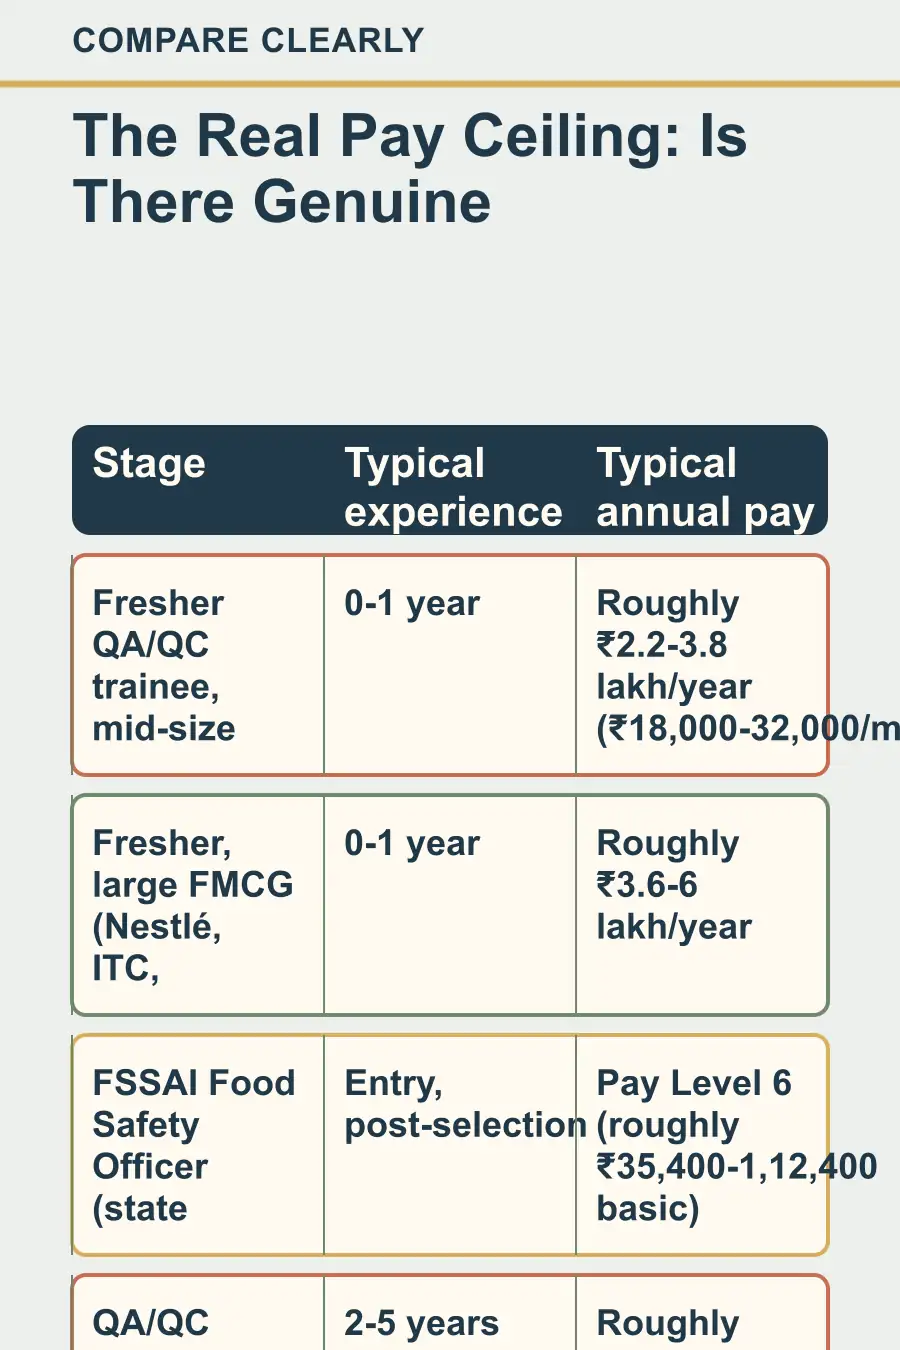 COMPARE CLEARLY
The Real Pay Ceiling: Is
There Genuine
Stage
Typical
experience
Typical
annual pay
Fresher
QA/QC
trainee,
mid-size
0-1 year
Roughly
₹2.2-3.8
lakh/year
(₹18,000-32,000/m
Fresher,
large FMCG
(Nestlé,
ITC,
0-1 year
Roughly
₹3.6-6
lakh/year
FSSAI Food
Safety
Officer
(state
Entry,
post-selection
Pay Level 6
(roughly
₹35,400-1,12,400
basic)
QA/QC
2-5 years
Roughly